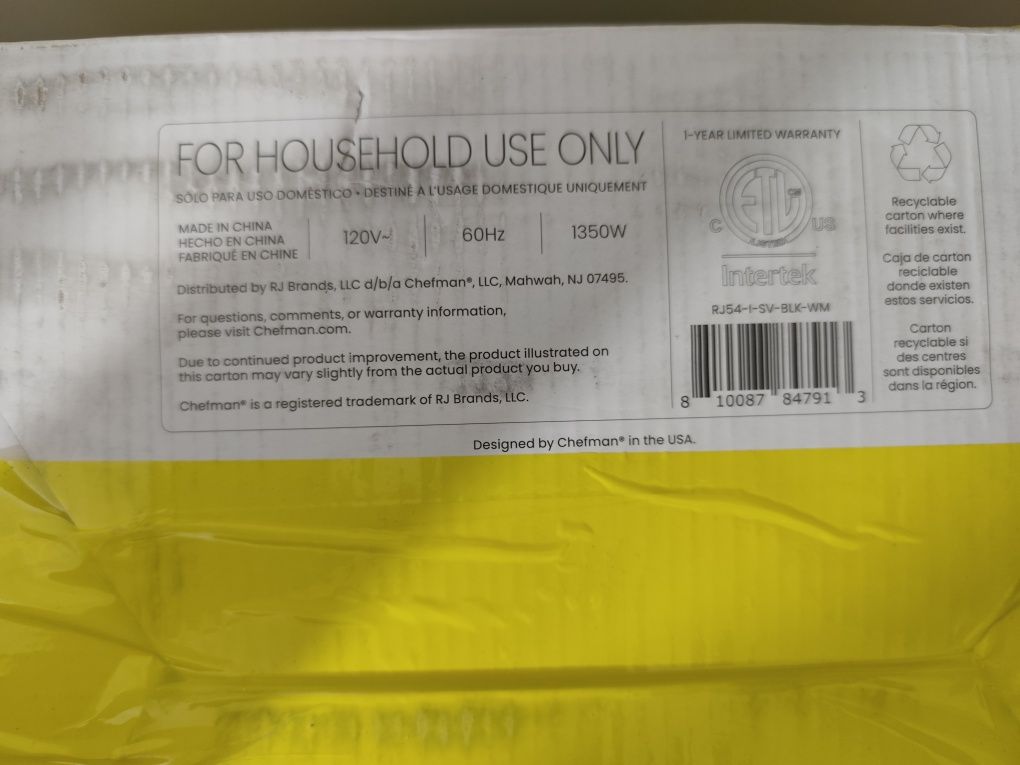 FOR HOUSEHOLD USE ONLY
SÓLO PARA USO DOMÉSTICO • DESTINÉ À L'USAGE DOMESTIQUE UNIQUEMENT
MADE IN CHINA
HECHO EN CHINA
FABRIQUÉ EN CHINE
120V~
60Hz
1350W
Distributed by RJ Brands, LLC d/b/a Chefman®, LLC, Mahwah, NJ 07495.
For questions, comments, or warranty information,
please visit Chefman.com.
Due to continued product improvement, the product illustrated on
this carton may vary slightly from the actual product you buy.
Chefman® is a registered trademark of RJ Brands, LLC.
1-YEAR LIMITED WARRANTY
ETL CM
LISTED
C US
Intertek
RJ54-I-SV-BLK-WM
8 10087 84791 3
Recyclable
carton where
facilities exist.
Caja de cartón
reciclable
donde existen
estos servicios.
Carton
recyclable si
des centres
sont disponibles
dans la région.
Designed by Chefman® in the USA.